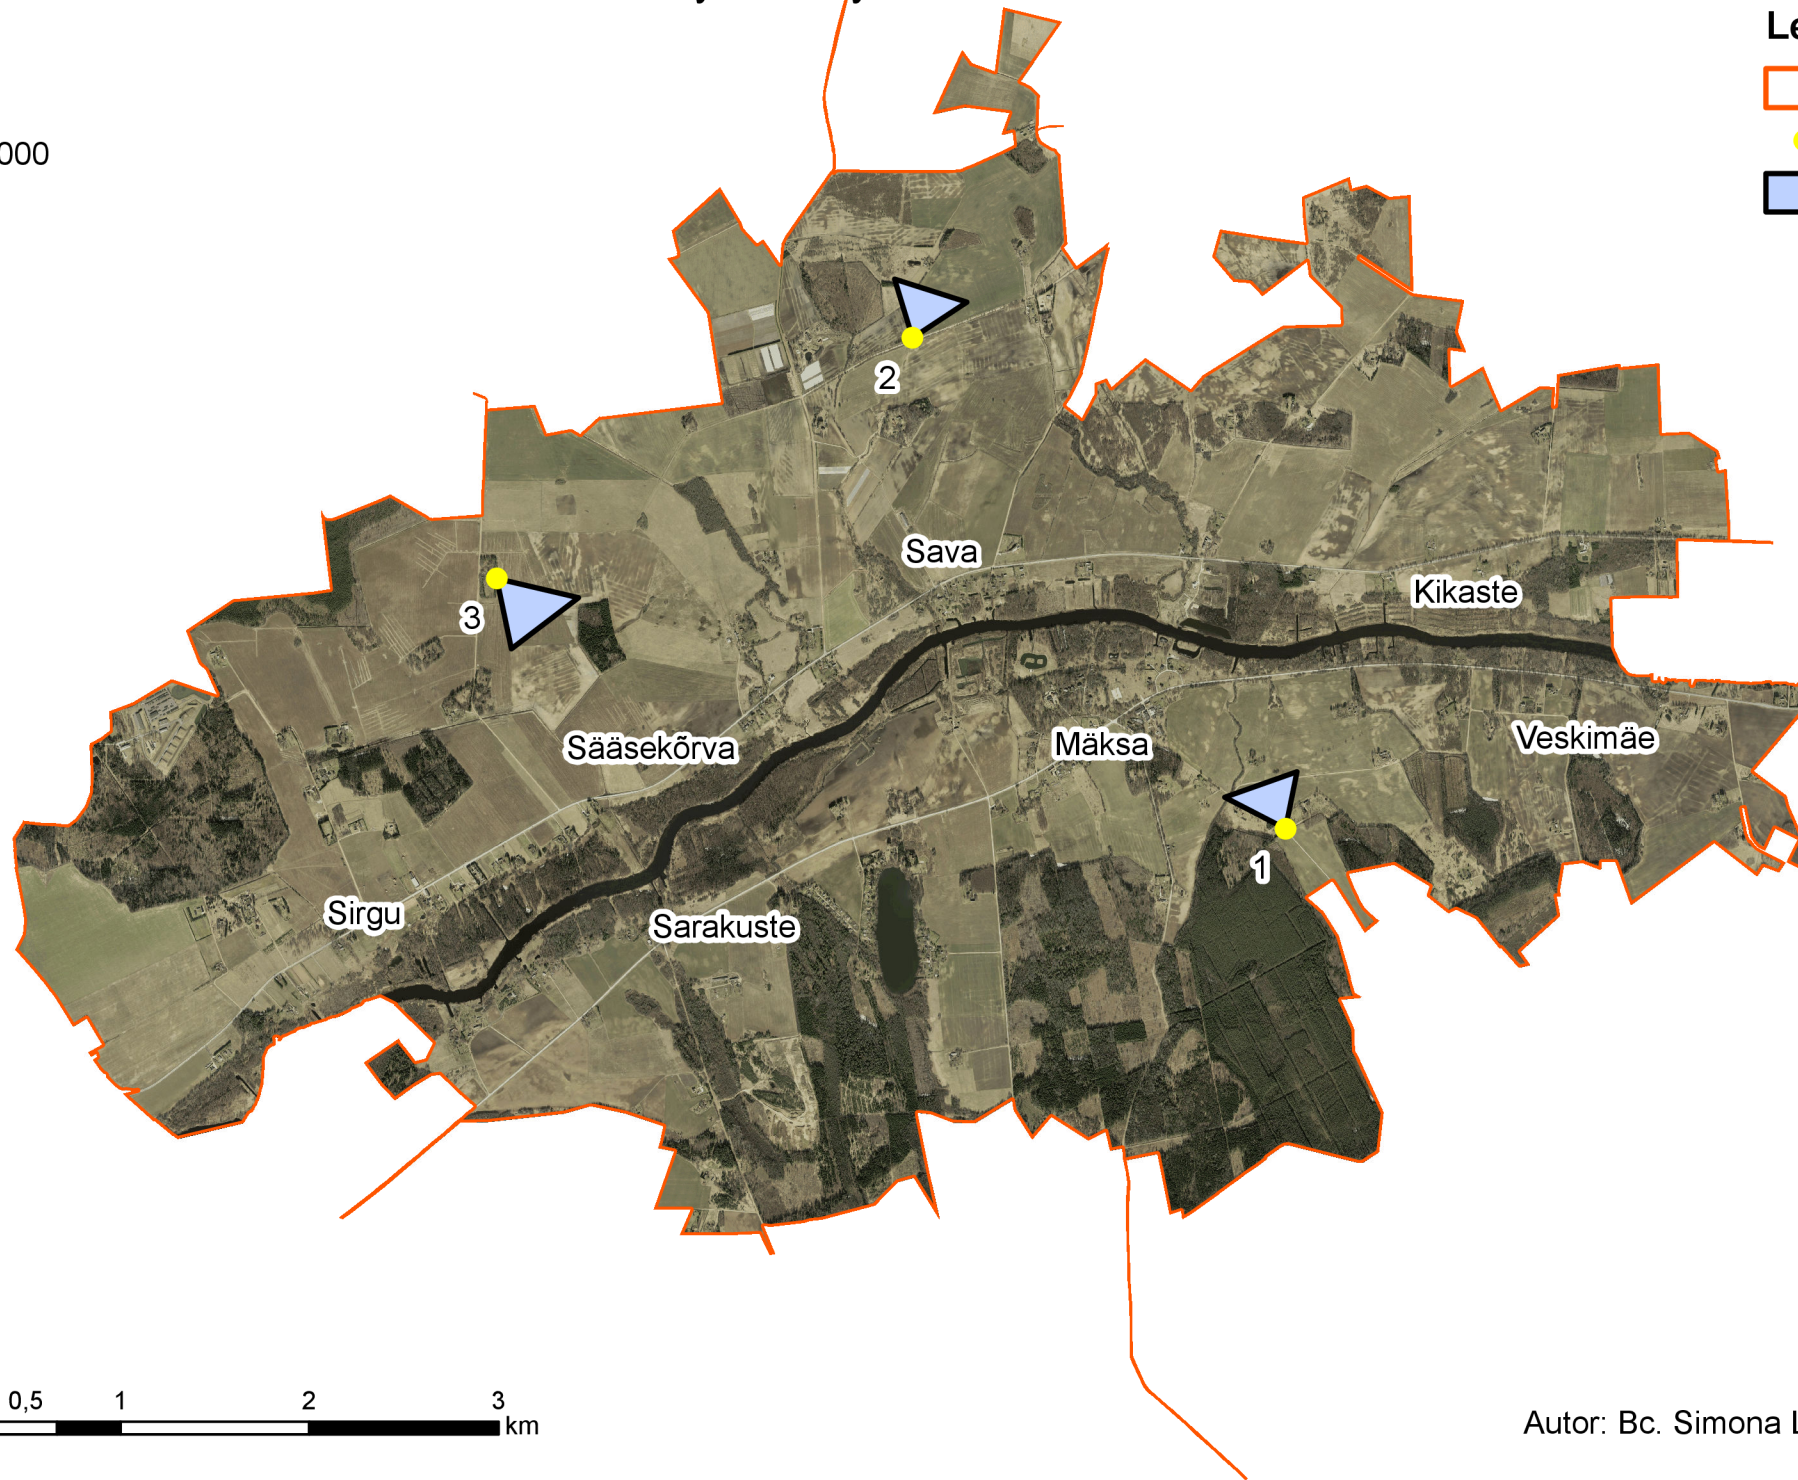 000
2
3
Sava
Kikaste
Sääsekõrva
Mäksa
Veskimäe
1
Sirgu
Sarakuste
0,5 1 2 3
km
Autor: Bc. Simona